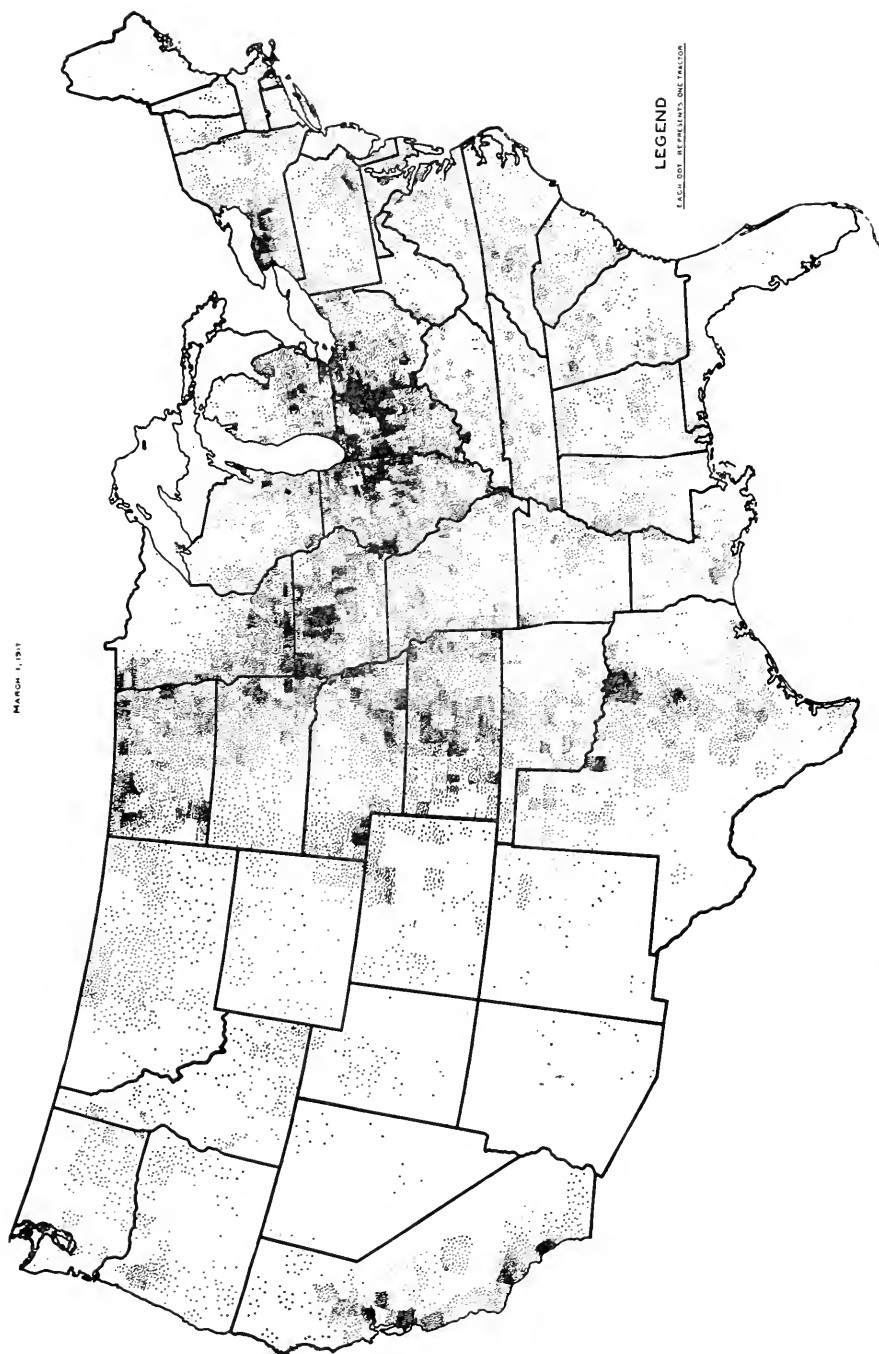 MARCH 1, 1917
LEGEND
EACH DOT REPRESENTS ONE TRACTOR